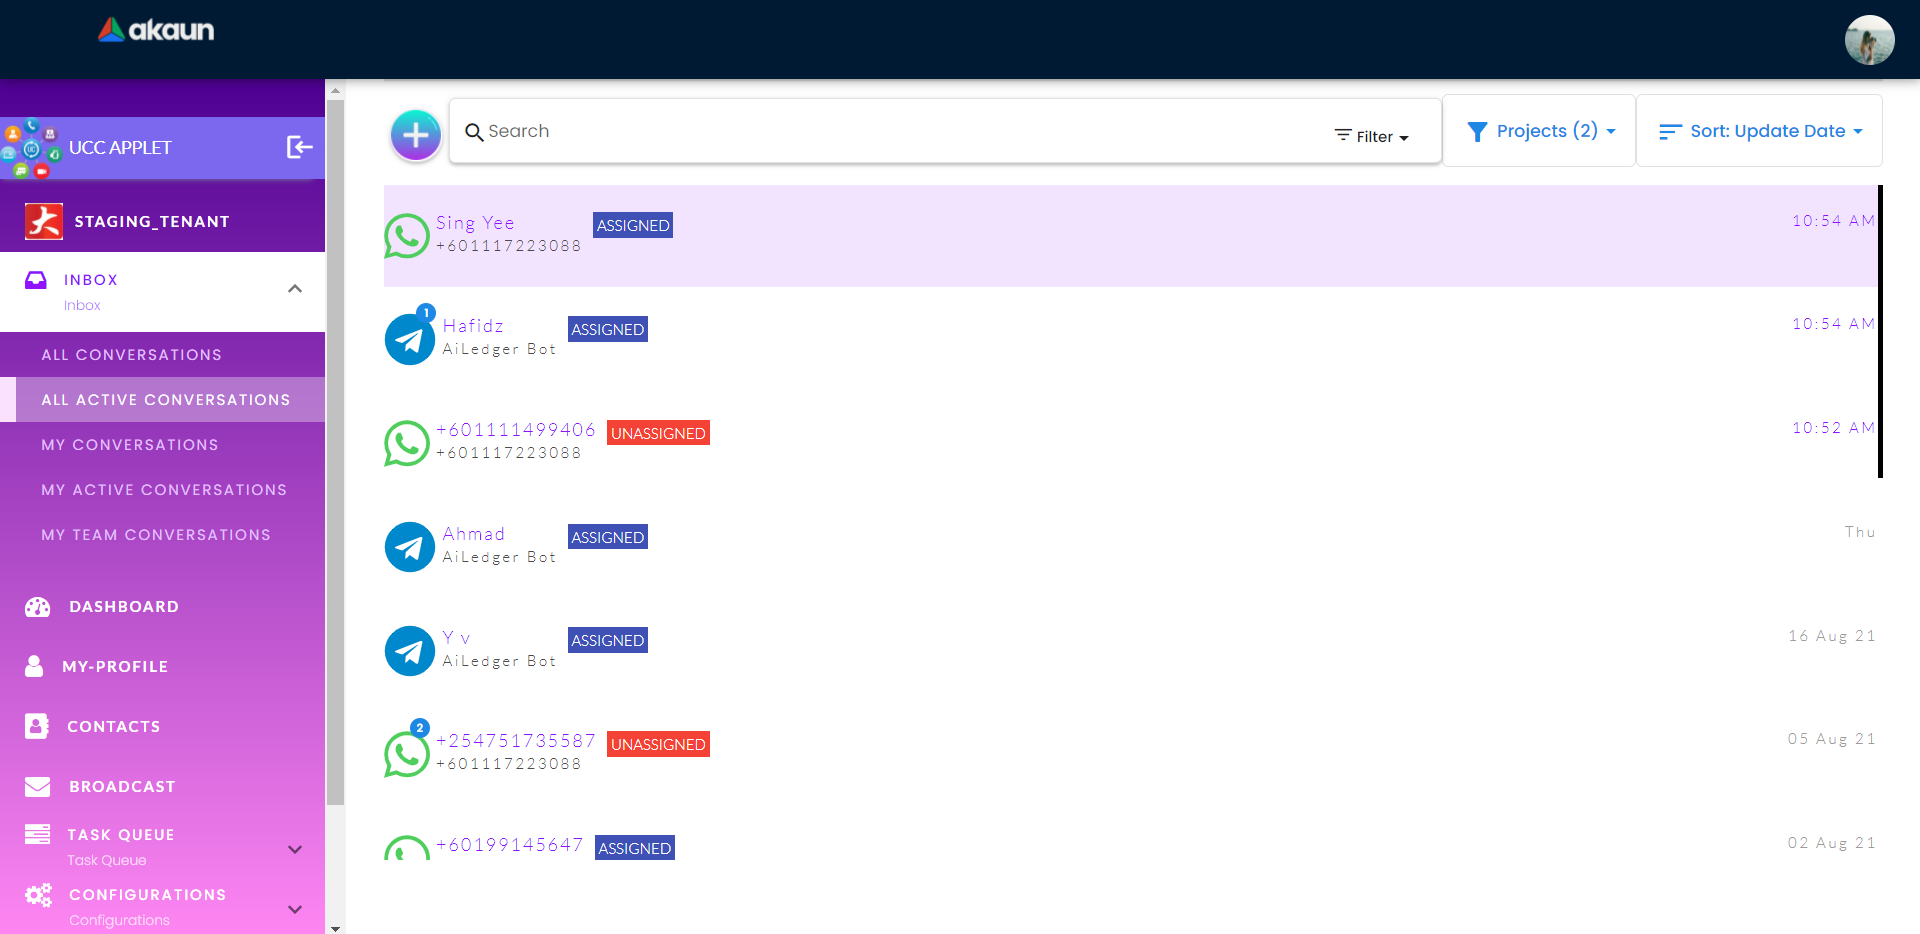 akaun
UCC APPLET
STAGING_TENANT
INBOX
Inbox
ALL CONVERSATIONS
ALL ACTIVE CONVERSATIONS
MY CONVERSATIONS
MY ACTIVE CONVERSATIONS
MY TEAM CONVERSATIONS
DASHBOARD
MY-PROFILE
CONTACTS
BROADCAST
TASK QUEUE
Task Queue
CONFIGURATIONS
Configurations
Search
Filter
Projects (2)
Sort: Update Date
Sing Yee ASSIGNED 10:54 AM
+601117223088
1
Hafidz ASSIGNED 10:54 AM
AiLedger Bot
+601111499406 UNASSIGNED 10:52 AM
+601117223088
Ahmad ASSIGNED Thu
AiLedger Bot
Y v ASSIGNED 16 Aug 21
AiLedger Bot
2
+254751735587 UNASSIGNED 05 Aug 21
+601117223088
+60199145647 ASSIGNED 02 Aug 21